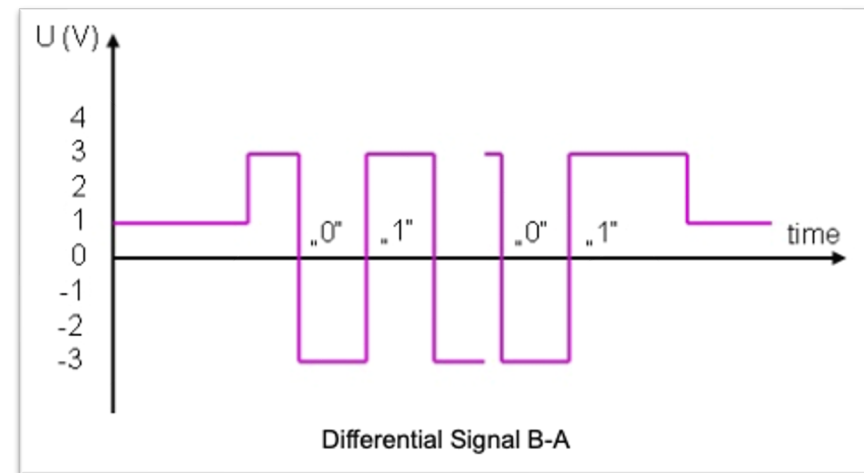 U (V)
4
3
2
1
0
-1
-2
-3
„0" „1" „0" „1"
time
Differential Signal B-A